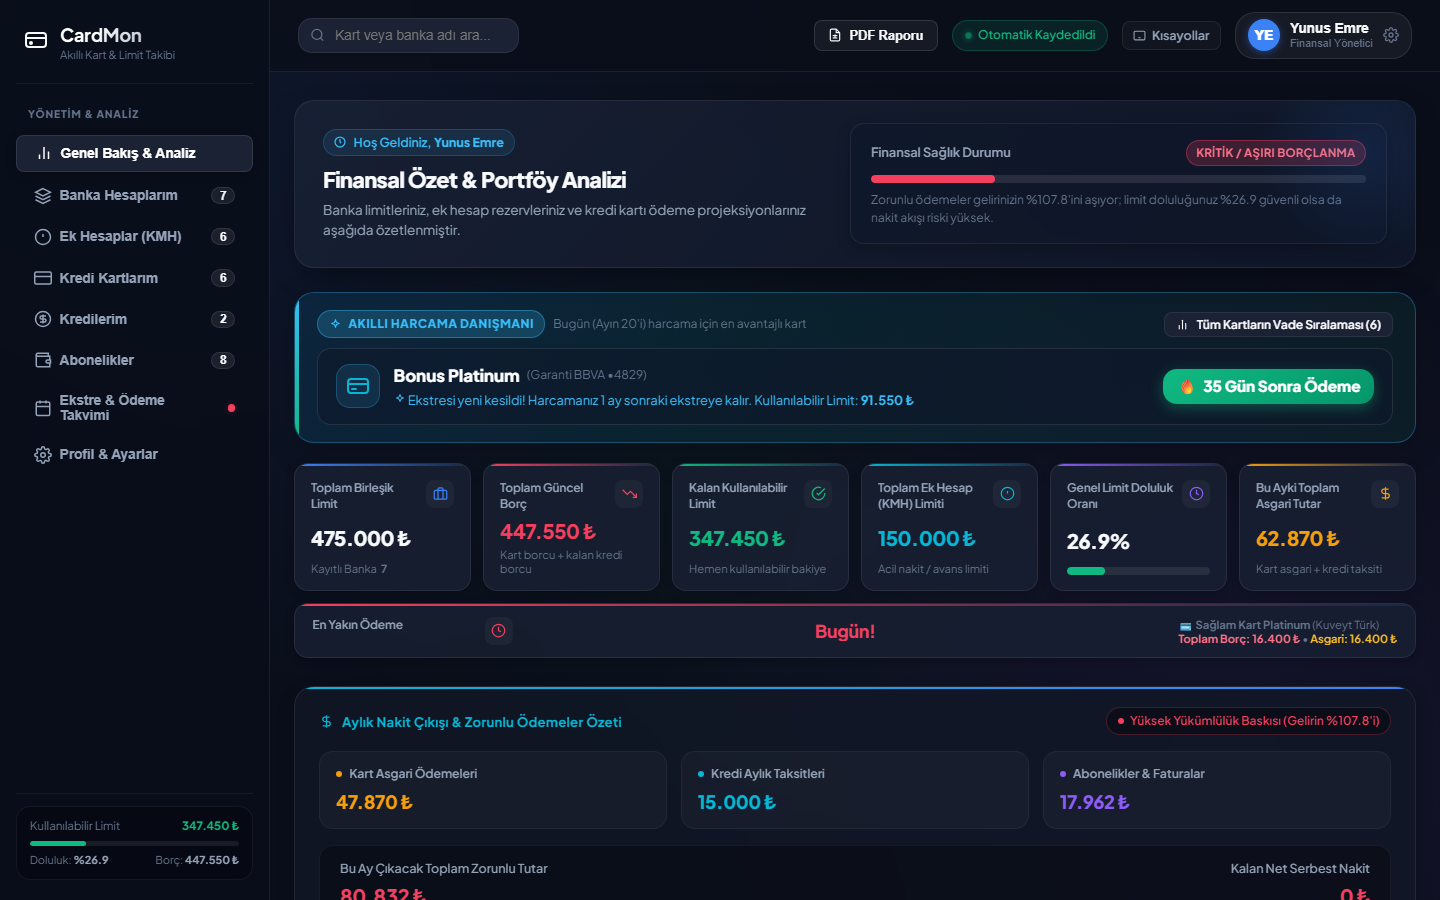 CardMon
Akıllı Kart & Limit Takibi
YÖNETİM & ANALİZ
Genel Bakış & Analiz
Banka Hesaplarım 7
Ek Hesaplar (KMH) 6
Kredi Kartlarım 6
Kredilerim 2
Abonelikler 8
Ekstre & Ödeme
Takvimi
Profil & Ayarlar
Kullanılabilir Limit 347.450 ₺
Doluluk: %26.9 Borç: 447.550 ₺
Kart veya banka adı ara...
PDF Raporu
Otomatik Kaydedildi
Kısayollar
YE
Yunus Emre
Finansal Yönetici
Hoş Geldiniz, Yunus Emre
Finansal Özet & Portföy Analizi
Banka limitleriniz, ek hesap rezervleriniz ve kredi kartı ödeme projeksiyonlarınız
aşağıda özetlenmiştir.
Finansal Sağlık Durumu
KRİTİK / AŞIRI BORÇLANMA
Zorunlu ödemeler gelirinizin %107.8'ini aşıyor; limit doluluğunuz %26.9 güvenli olsa da
nakit akışı riski yüksek.
AKILLI HARCAMA DANIŞMANI
Bugün (Ayın 20'i) harcama için en avantajlı kart
Tüm Kartların Vade Sıralaması (6)
Bonus Platinum (Garanti BBVA •4829)
Ekstresi yeni kesildi! Harcamanız 1 ay sonraki ekstreye kalır. Kullanılabilir Limit: 91.550 ₺
35 Gün Sonra Ödeme
Toplam Birleşik
Limit
475.000 ₺
Kayıtlı Banka 7
Toplam Güncel
Borç
447.550 ₺
Kart borcu + kalan kredi
borcu
Kalan Kullanılabilir
Limit
347.450 ₺
Hemen kullanılabilir bakiye
Toplam Ek Hesap
(KMH) Limiti
150.000 ₺
Acil nakit / avans limiti
Genel Limit Doluluk
Oranı
26.9%
Bu Ayki Toplam
Asgari Tutar
62.870 ₺
Kart asgari + kredi taksiti
En Yakın Ödeme
Bugün!
Sağlam Kart Platinum (Kuveyt Türk)
Toplam Borç: 16.400 ₺ • Asgari: 16.400 ₺
Aylık Nakit Çıkışı & Zorunlu Ödemeler Özeti
Yüksek Yükümlülük Baskısı (Gelirin %107.8'i)
Kart Asgari Ödemeleri
47.870 ₺
Kredi Aylık Taksitleri
15.000 ₺
Abonelikler & Faturalar
17.962 ₺
Bu Ay Çıkacak Toplam Zorunlu Tutar
80.832 ₺
Kalan Net Serbest Nakit
0 ₺